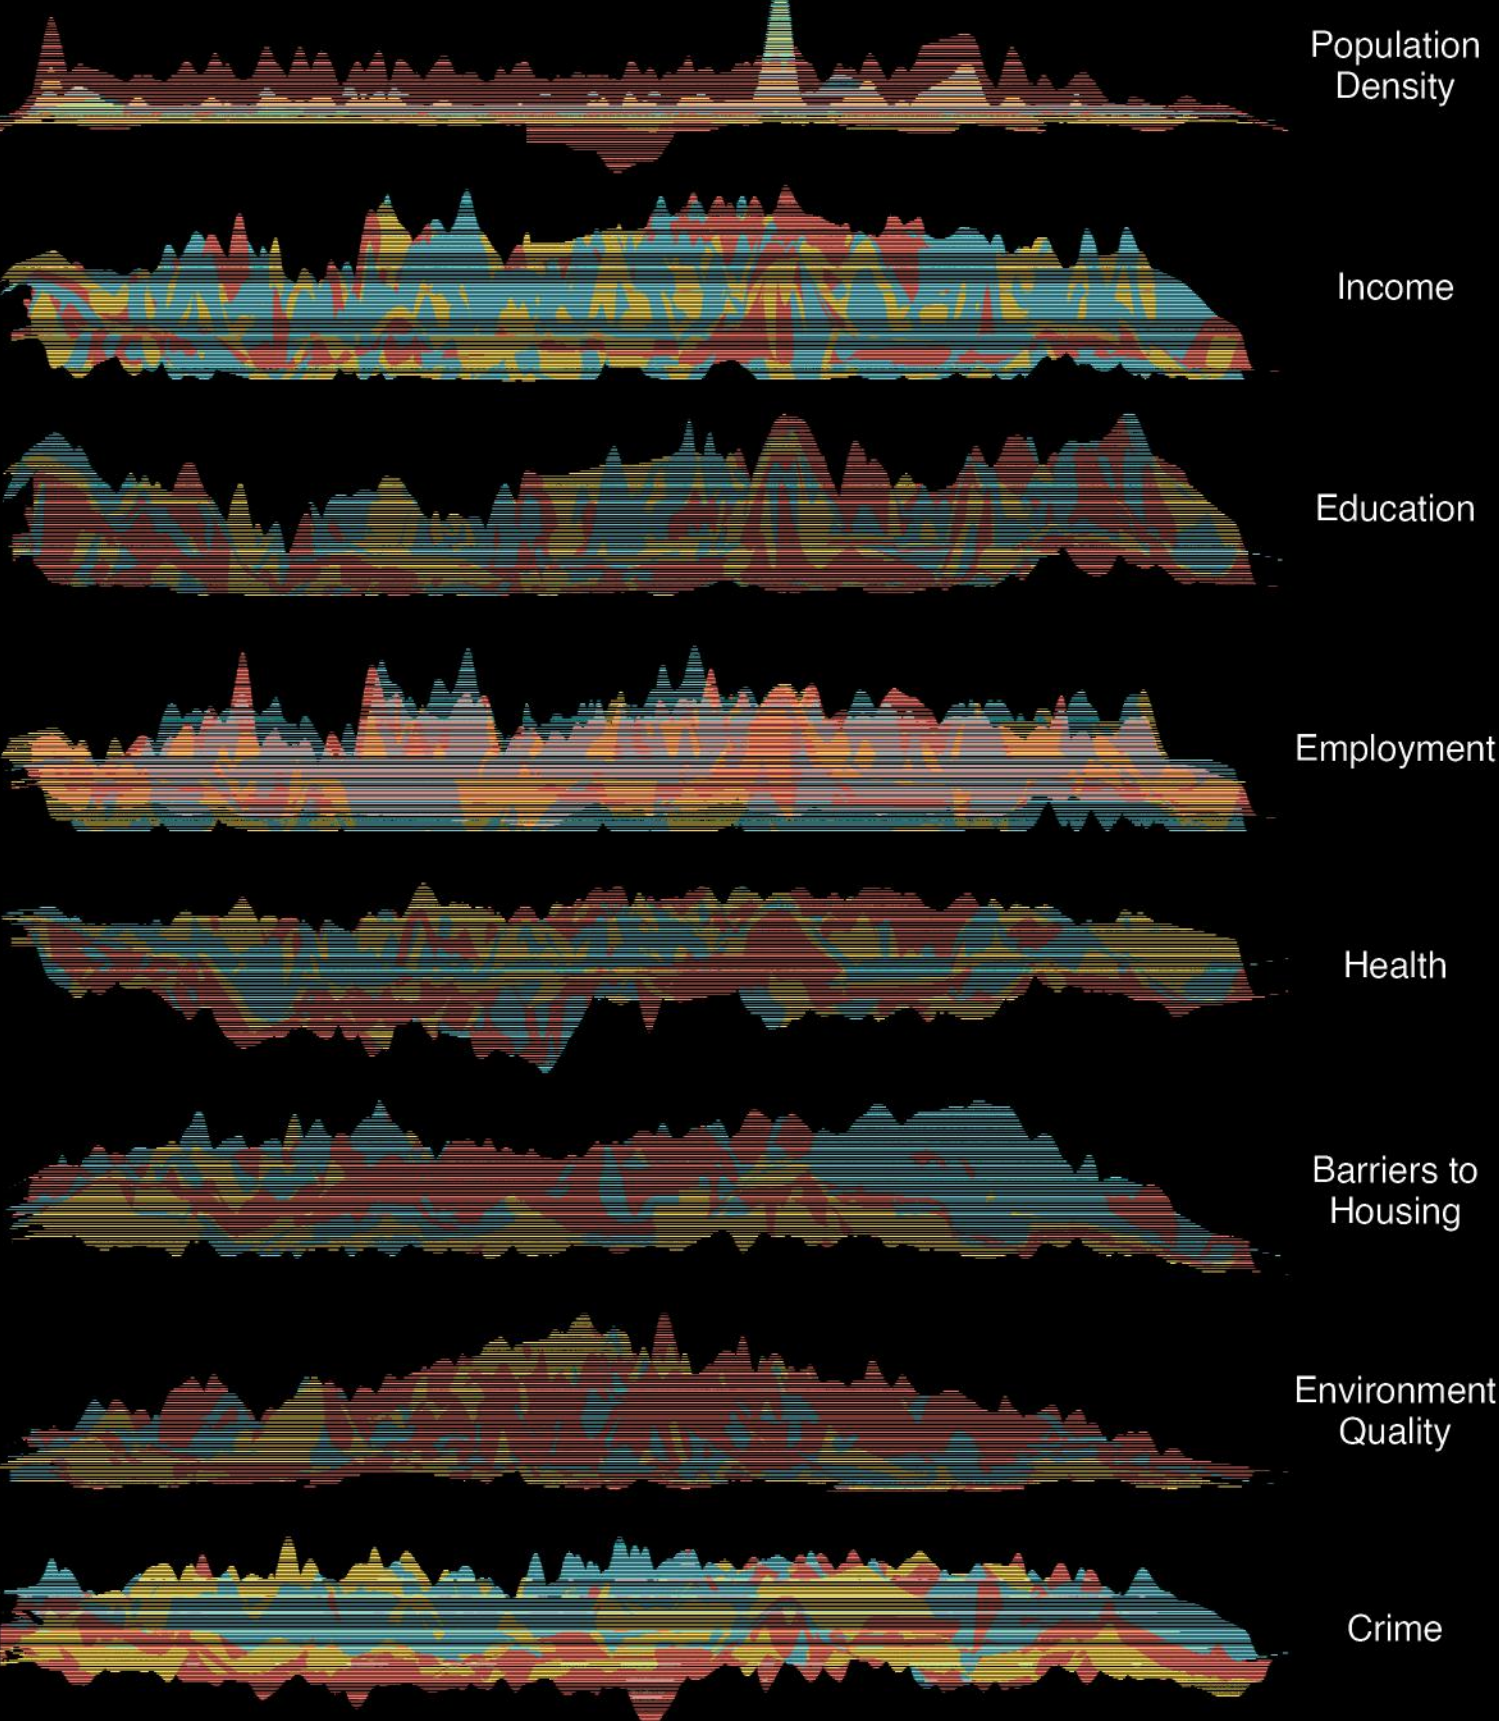 Population
Density
Income
Education
Employment
Health
Barriers to
Housing
Environment
Quality
Crime